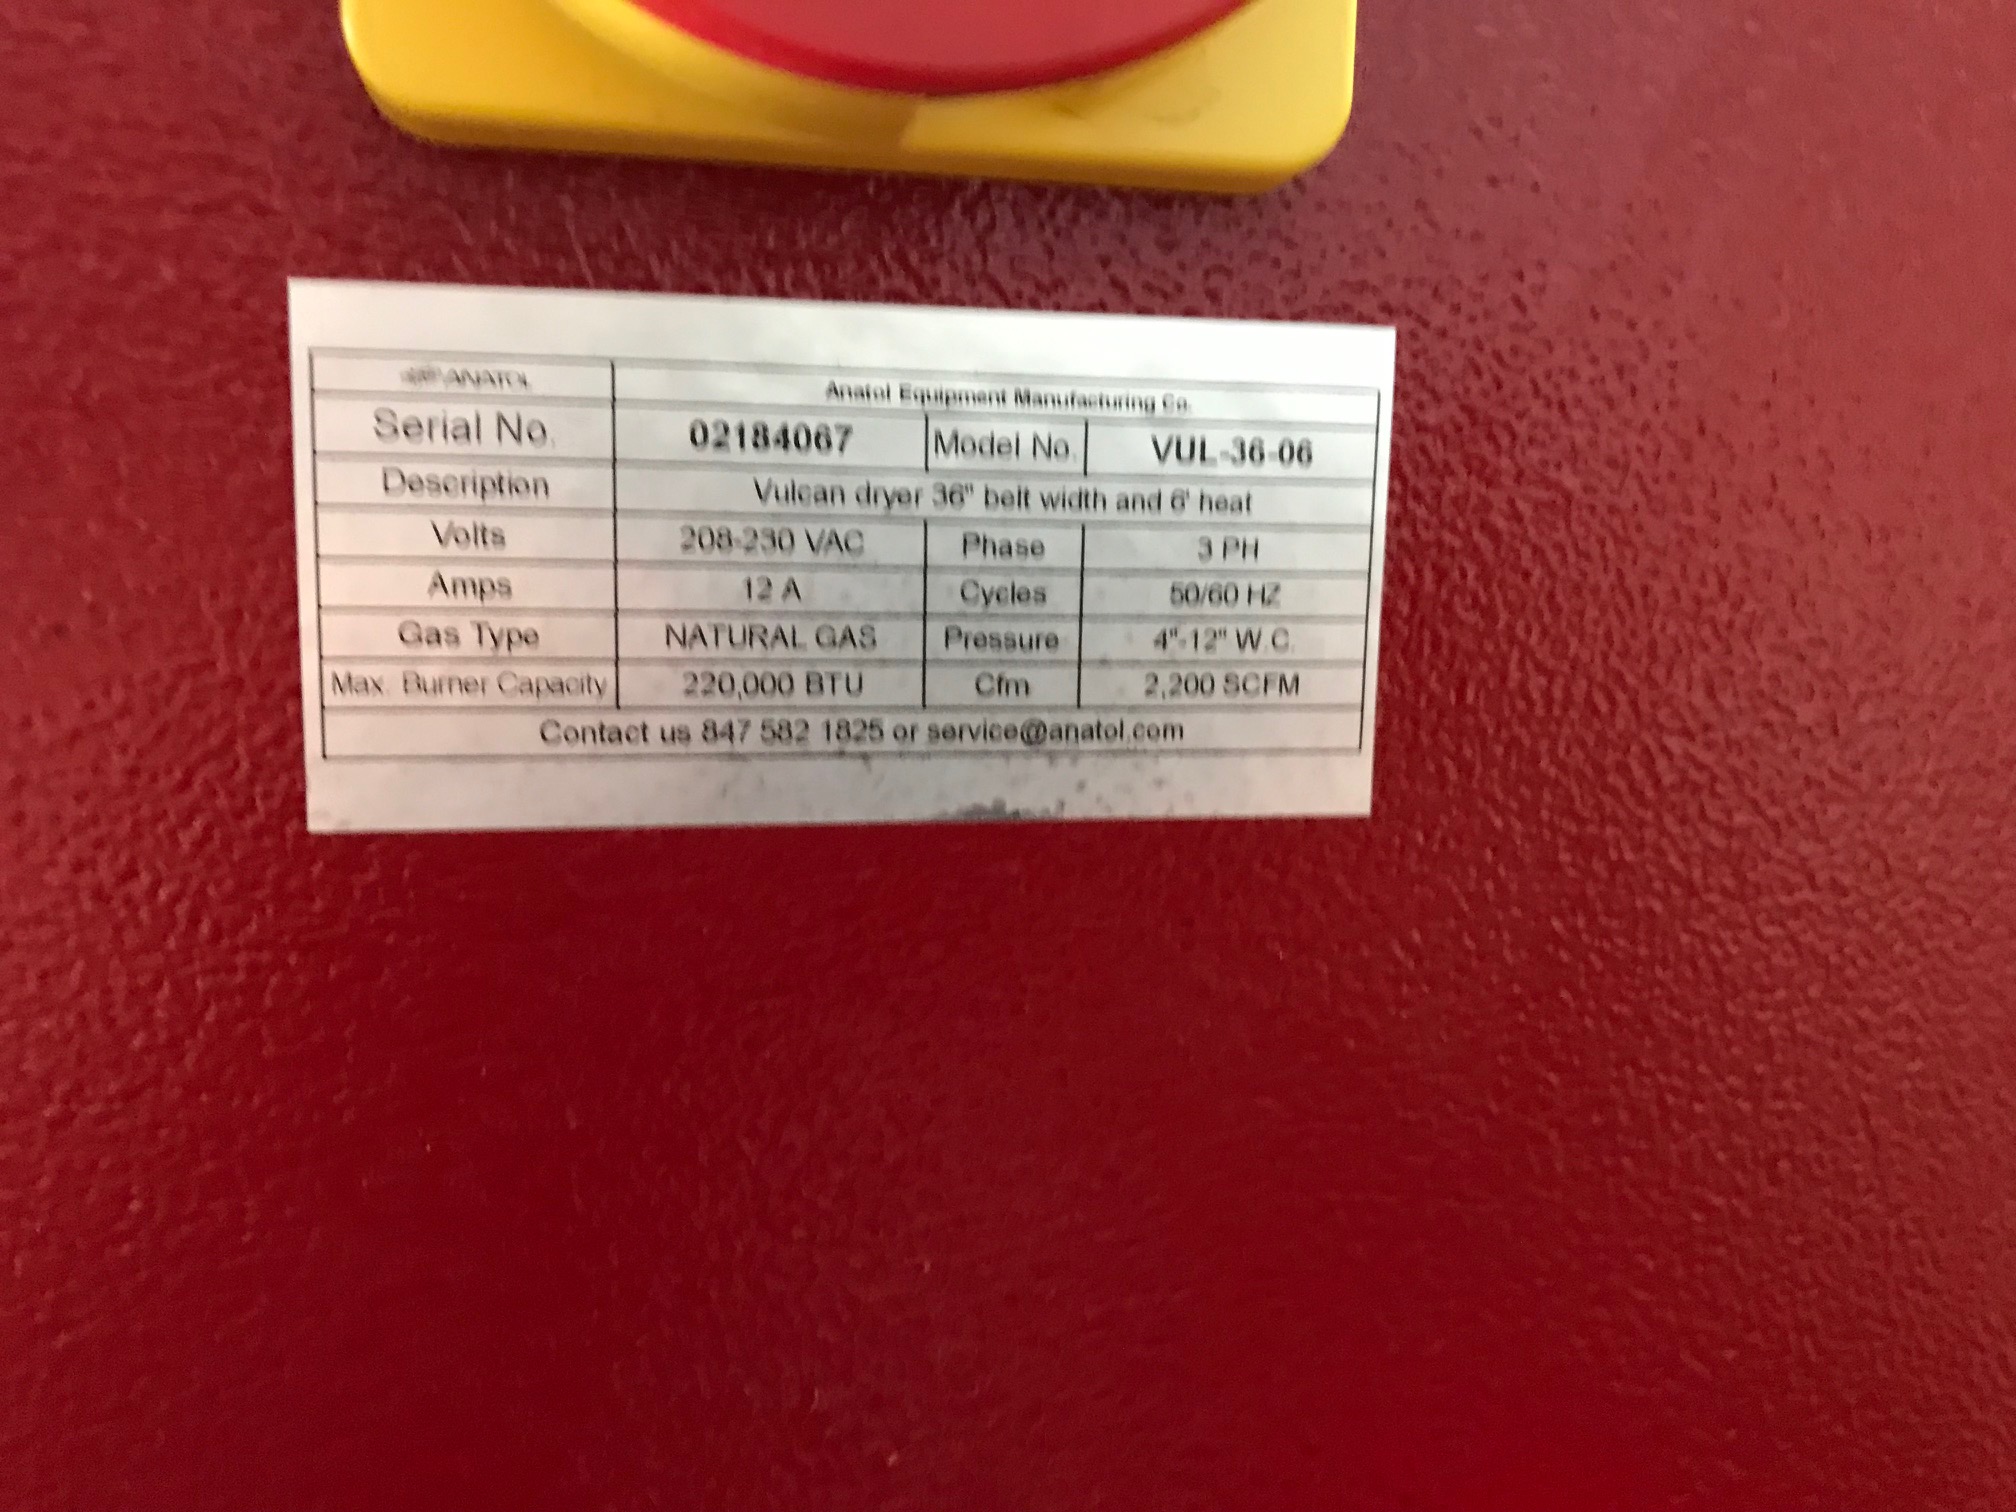 ANATOL Anatol Equipment Manufacturing Co.
Serial No. 02184067 Model No. VUL-36-06
Description Vulcan dryer 36" belt width and 6' heat
Volts 208-230 VAC Phase 3 PH
Amps 12 A Cycles 50/60 HZ
Gas Type NATURAL GAS Pressure 4"-12" W.C.
Max. Burner Capacity 220,000 BTU Cfm 2,200 SCFM
Contact us 847 582 1825 or service@anatol.com